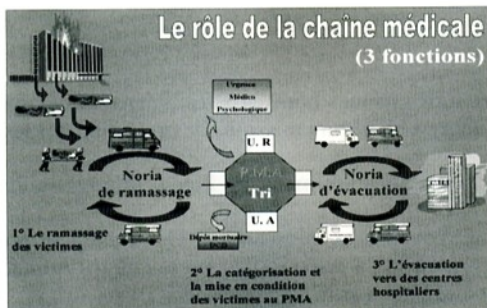 Le rôle de la chaîne médicale
(3 fonctions)
Urgence
Médico
Psychologique
U. R
P.M.A
Tri
U. A
Noria
de ramassage
Noria
d'évacuation
1° Le ramassage
des victimes
Dépôt mortuaire
2° La catégorisation et
la mise en condition
des victimes au PMA
3° L'évacuation
vers des centres
hospitaliers